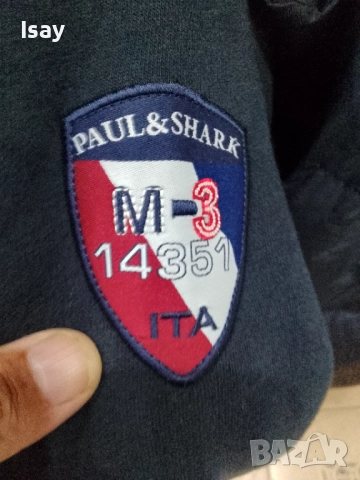 Isay
PAUL & SHARK
M-3
14351
ITA
BAZAR